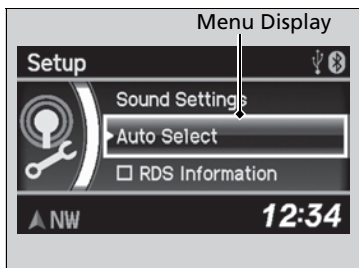 Menu Display
Setup
Sound Settings
Auto Select
RDS Information
NW
12:34